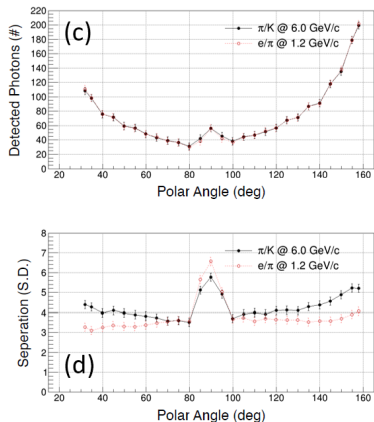 220
200
180
160
140
120
100
80
60
40
20
0
Detected Photons (#)
(c)
π/K @ 6.0 GeV/c
e/π @ 1.2 GeV/c
20 40 60 80 100 120 140 160
Polar Angle (deg)
8
7
6
5
4
3
2
1
0
Seperation (S.D.)
π/K @ 6.0 GeV/c
e/π @ 1.2 GeV/c
(d)
20 40 60 80 100 120 140 160
Polar Angle (deg)